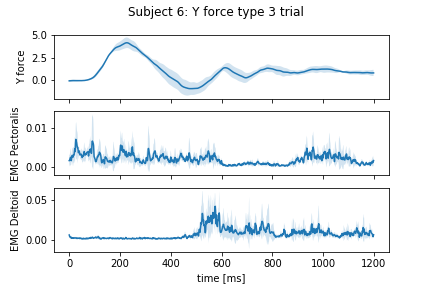 Subject 6: Y force type 3 trial
Y force
5.0
2.5
0.0
EMG Pectoralis
0.01
0.00
EMG Deltoid
0.05
0.00
0 200 400 600 800 1000 1200
time [ms]